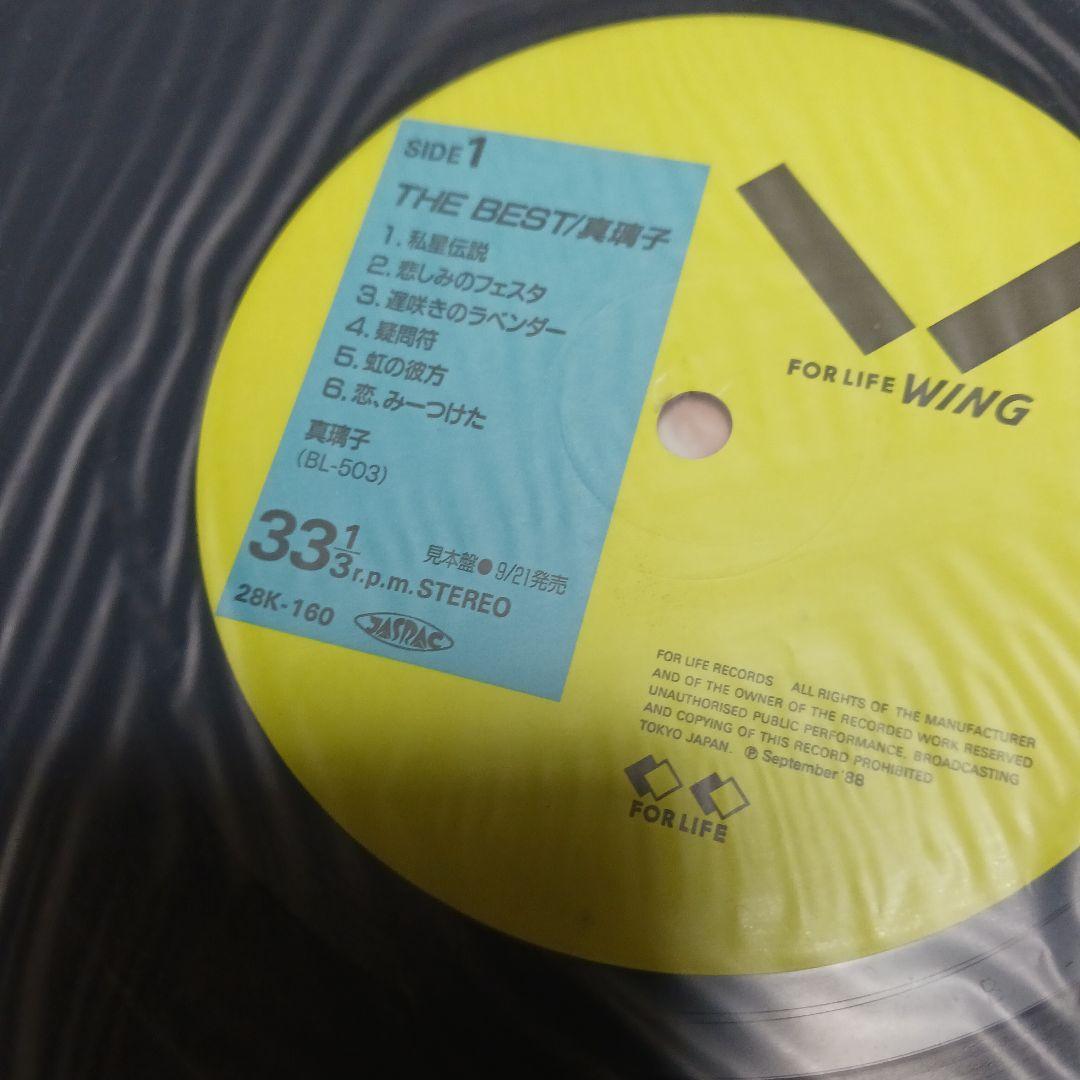 SIDE 1
THE BEST/真璃子
1. 私星伝説
2. 悲しみのフェスタ
3. 遅咲きのラベンダー
4. 疑問符
5. 虹の彼方
6. 恋、みーつけた
真璃子
(BL-503)
33 1/3 r.p.m. STEREO
見本盤●9/21発売
28K-160
JASRAC
FOR LIFE WING
FOR LIFE RECORDS ALL RIGHTS OF THE MANUFACTURER
AND OF THE OWNER OF THE RECORDED WORK RESERVED
UNAUTHORISED PUBLIC PERFORMANCE, BROADCASTING
AND COPYING OF THIS RECORD PROHIBITED
TOKYO JAPAN. ℗ September '88
FOR LIFE